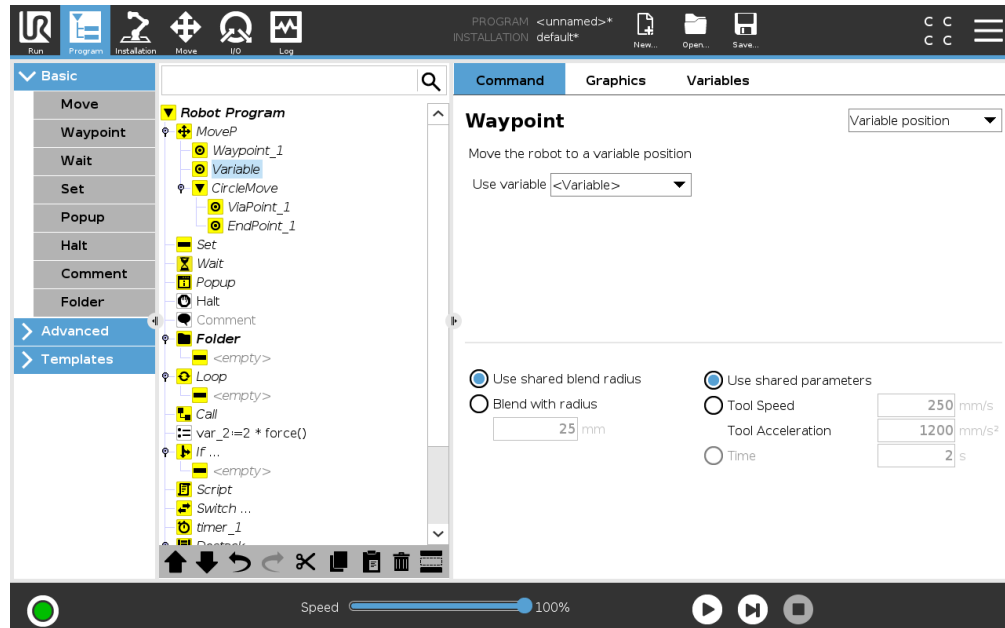 PROGRAM <unnamed>*
INSTALLATION default*
UR
Run
Program
Installation
Move
I/O
Log
New...
Open...
Save...
C C
C C
Basic
Move
Waypoint
Wait
Set
Popup
Halt
Comment
Folder
Advanced
Templates
Robot Program
MoveP
Waypoint_1
Variable
CircleMove
ViaPoint_1
EndPoint_1
Set
Wait
Popup
Halt
Comment
Folder
<empty>
Loop
<empty>
Call
var_2:=2 * force()
If ...
<empty>
Script
Switch ...
timer_1
Command Graphics Variables
Waypoint
Variable position
Move the robot to a variable position
Use variable <Variable>
Use shared blend radius
Blend with radius
25 mm
Use shared parameters
Tool Speed 250 mm/s
Tool Acceleration 1200 mm/s²
Time 2 s
Speed 100%